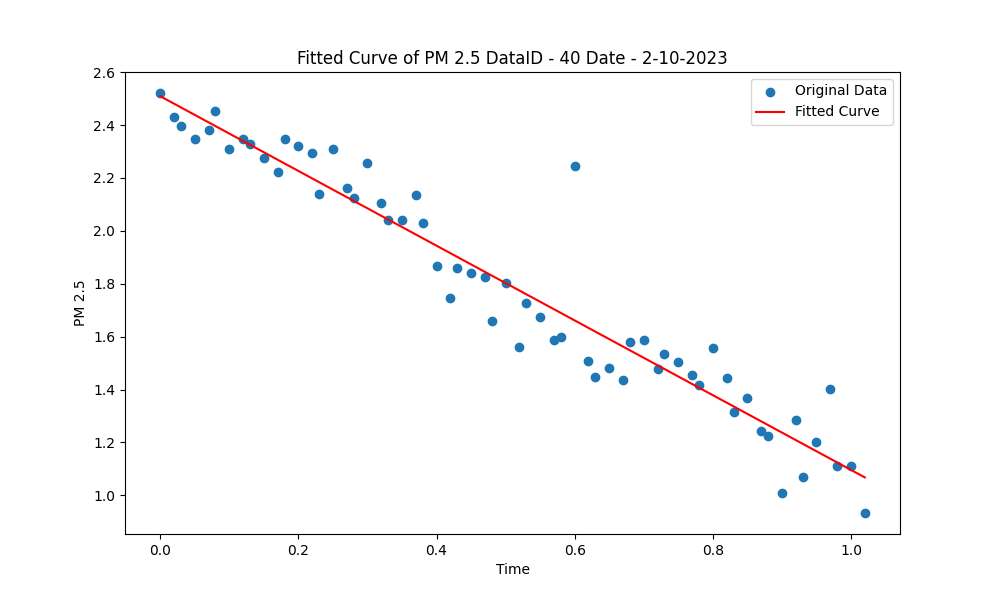 Fitted Curve of PM 2.5 DataID - 40 Date - 2-10-2023
Original Data
Fitted Curve
2.6
2.4
2.2
2.0
1.8
1.6
1.4
1.2
1.0
PM 2.5
0.0 0.2 0.4 0.6 0.8 1.0
Time